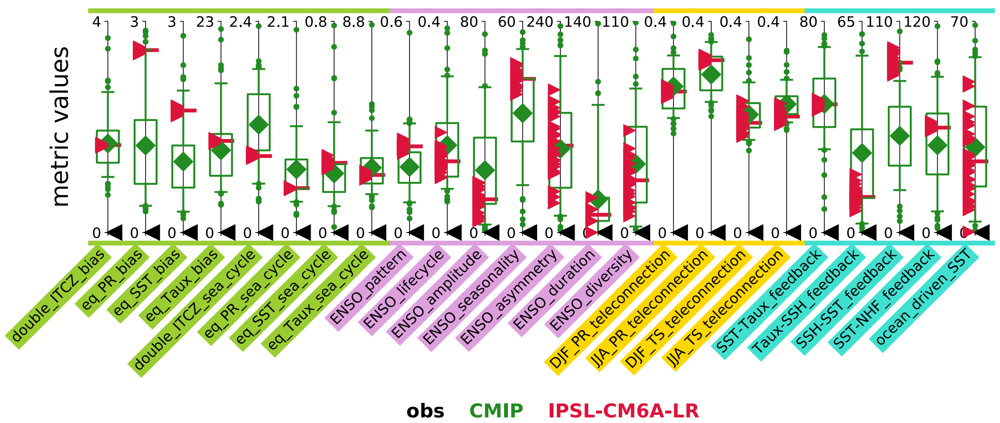 4 3 3 23 2.4 2.1 0.8 8.8 0.6 0.4 80 60 240 140 110 0.4 0.4 0.4 0.4 80 65 110 120 70
metric values
0 0 0 0 0 0 0 0 0 0 0 0 0 0 0 0 0 0 0 0 0 0 0 0
double_ITCZ_bias
eq_PR_bias
eq_SST_bias
eq_Taux_bias
double_ITCZ_sea_cycle
eq_PR_sea_cycle
eq_SST_sea_cycle
eq_Taux_sea_cycle
ENSO_pattern
ENSO_lifecycle
ENSO_amplitude
ENSO_seasonality
ENSO_asymmetry
ENSO_duration
ENSO_diversity
DJF_PR_teleconnection
JJA_PR_teleconnection
DJF_TS_teleconnection
JJA_TS_teleconnection
SST-Taux_feedback
Taux-SSH_feedback
SSH-SST_feedback
SST-NHF_feedback
ocean_driven_SST
obs CMIP IPSL-CM6A-LR